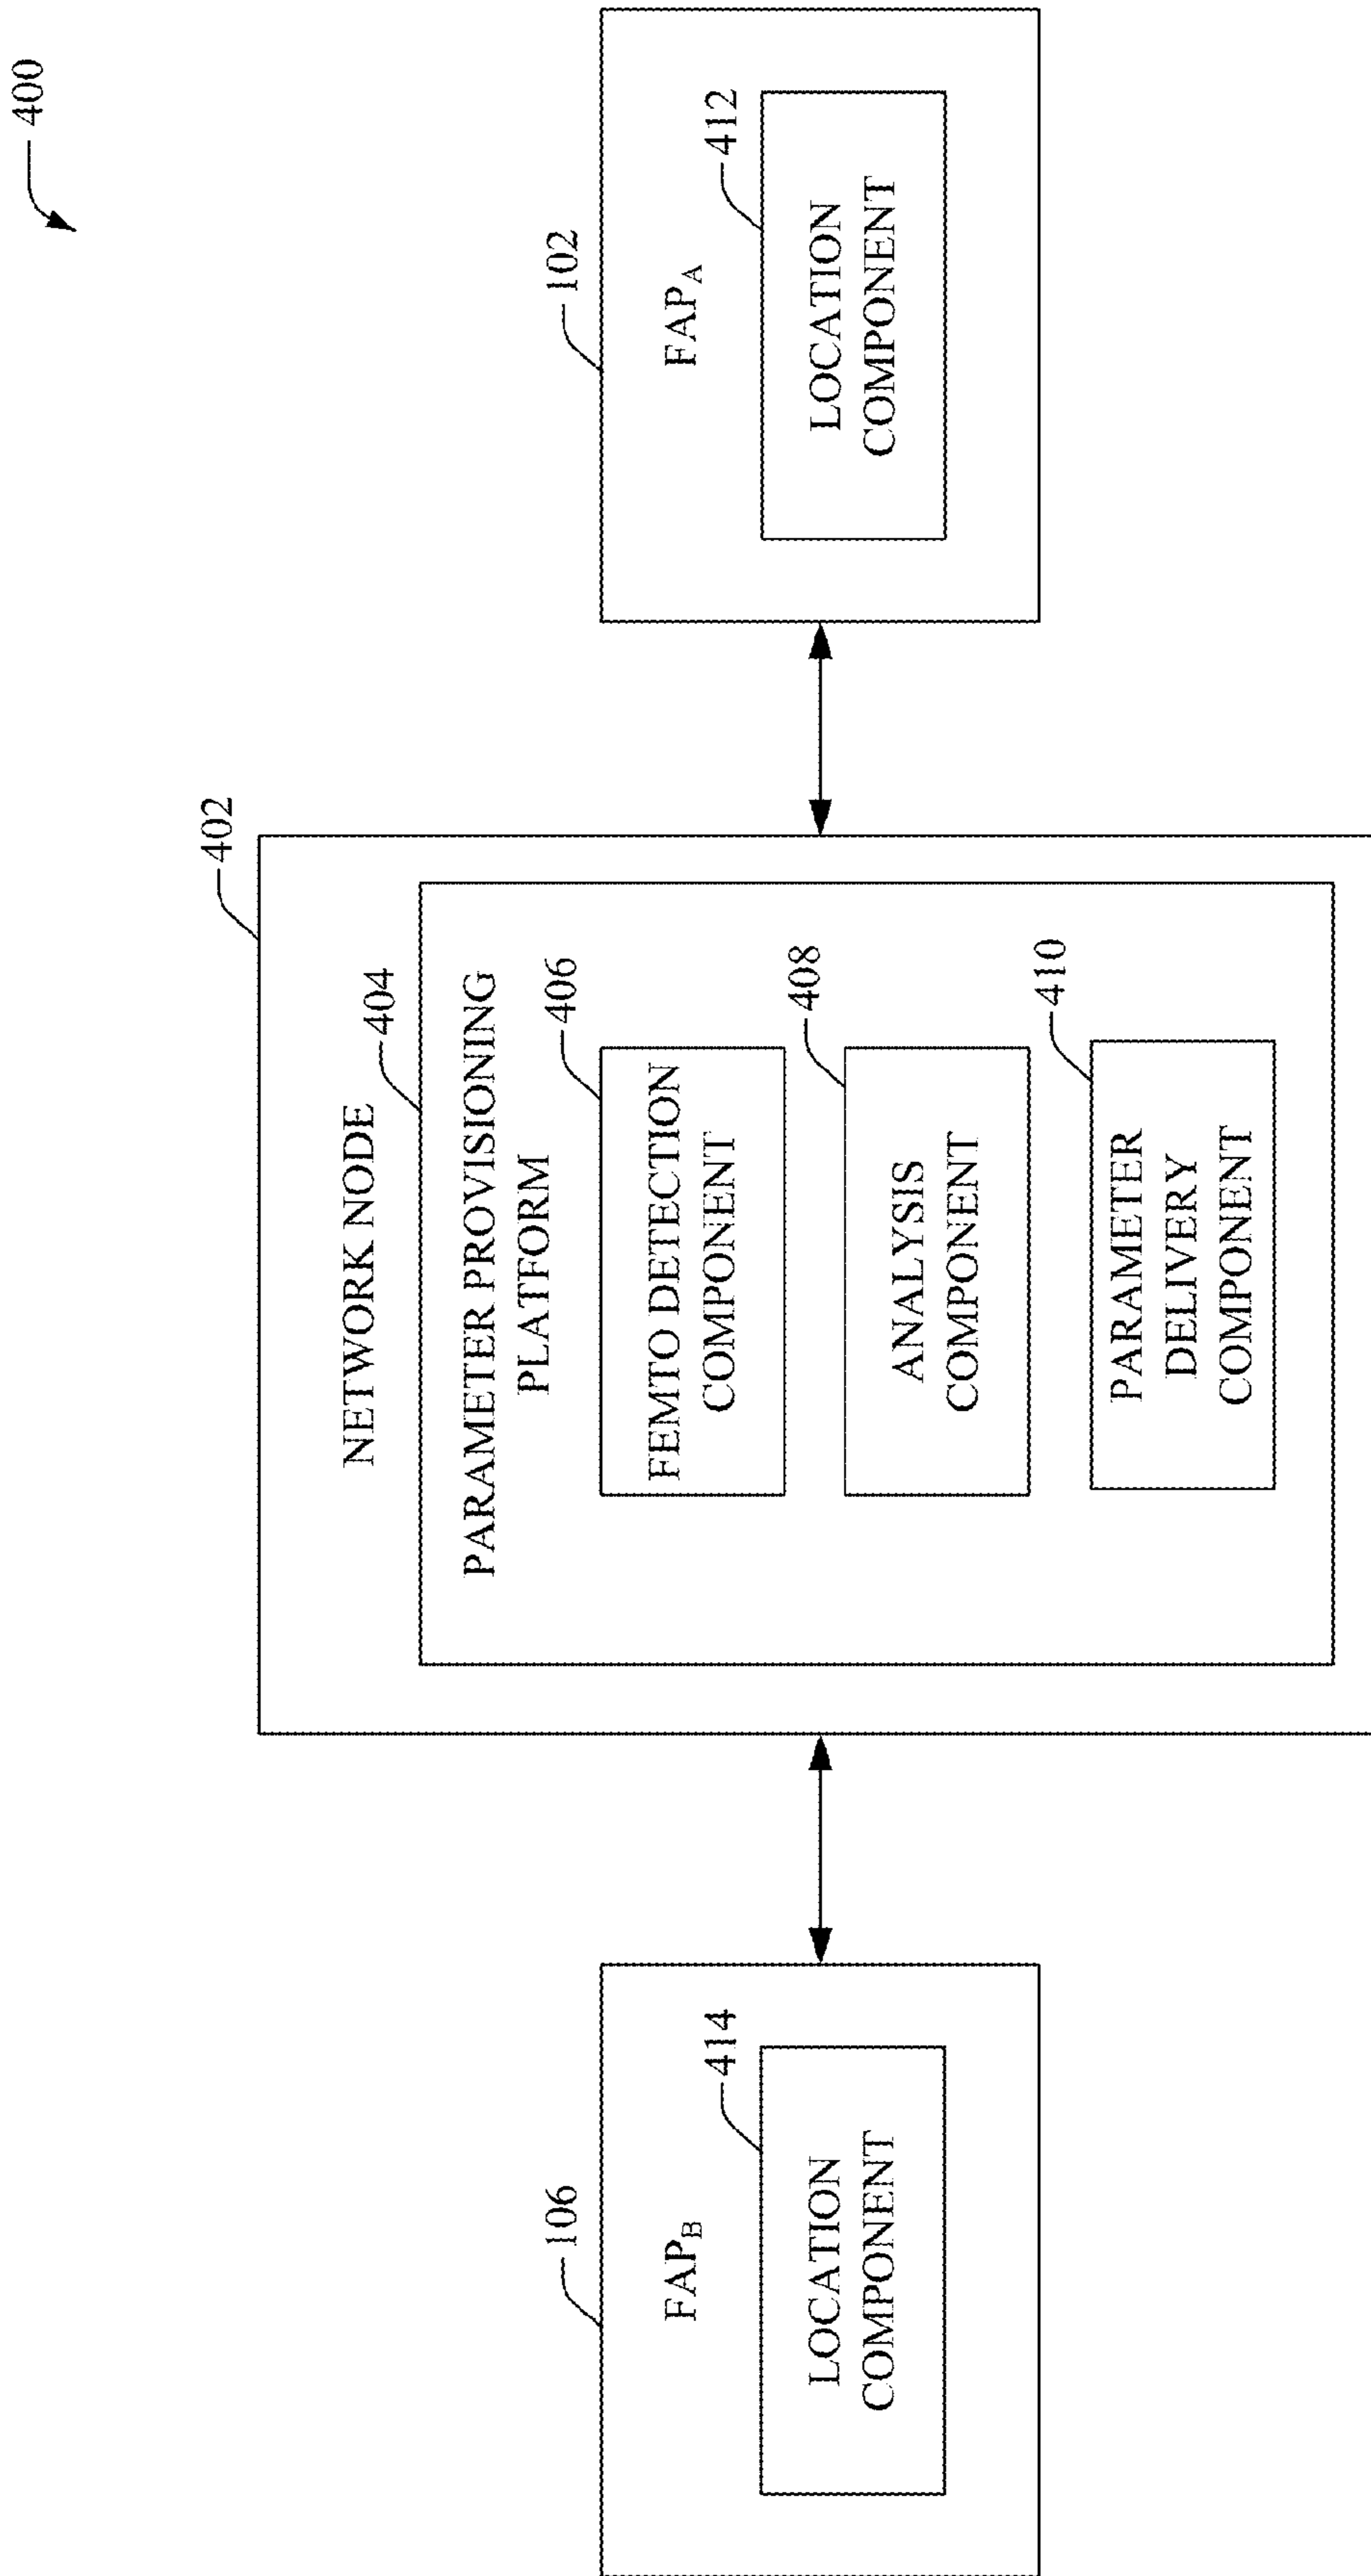 400
402
NETWORK NODE
404
PARAMETER PROVISIONING
PLATFORM
406
FEMTO DETECTION
COMPONENT
408
ANALYSIS
COMPONENT
410
PARAMETER
DELIVERY
COMPONENT
106
FAPB
414
LOCATION
COMPONENT
102
FAPA
412
LOCATION
COMPONENT